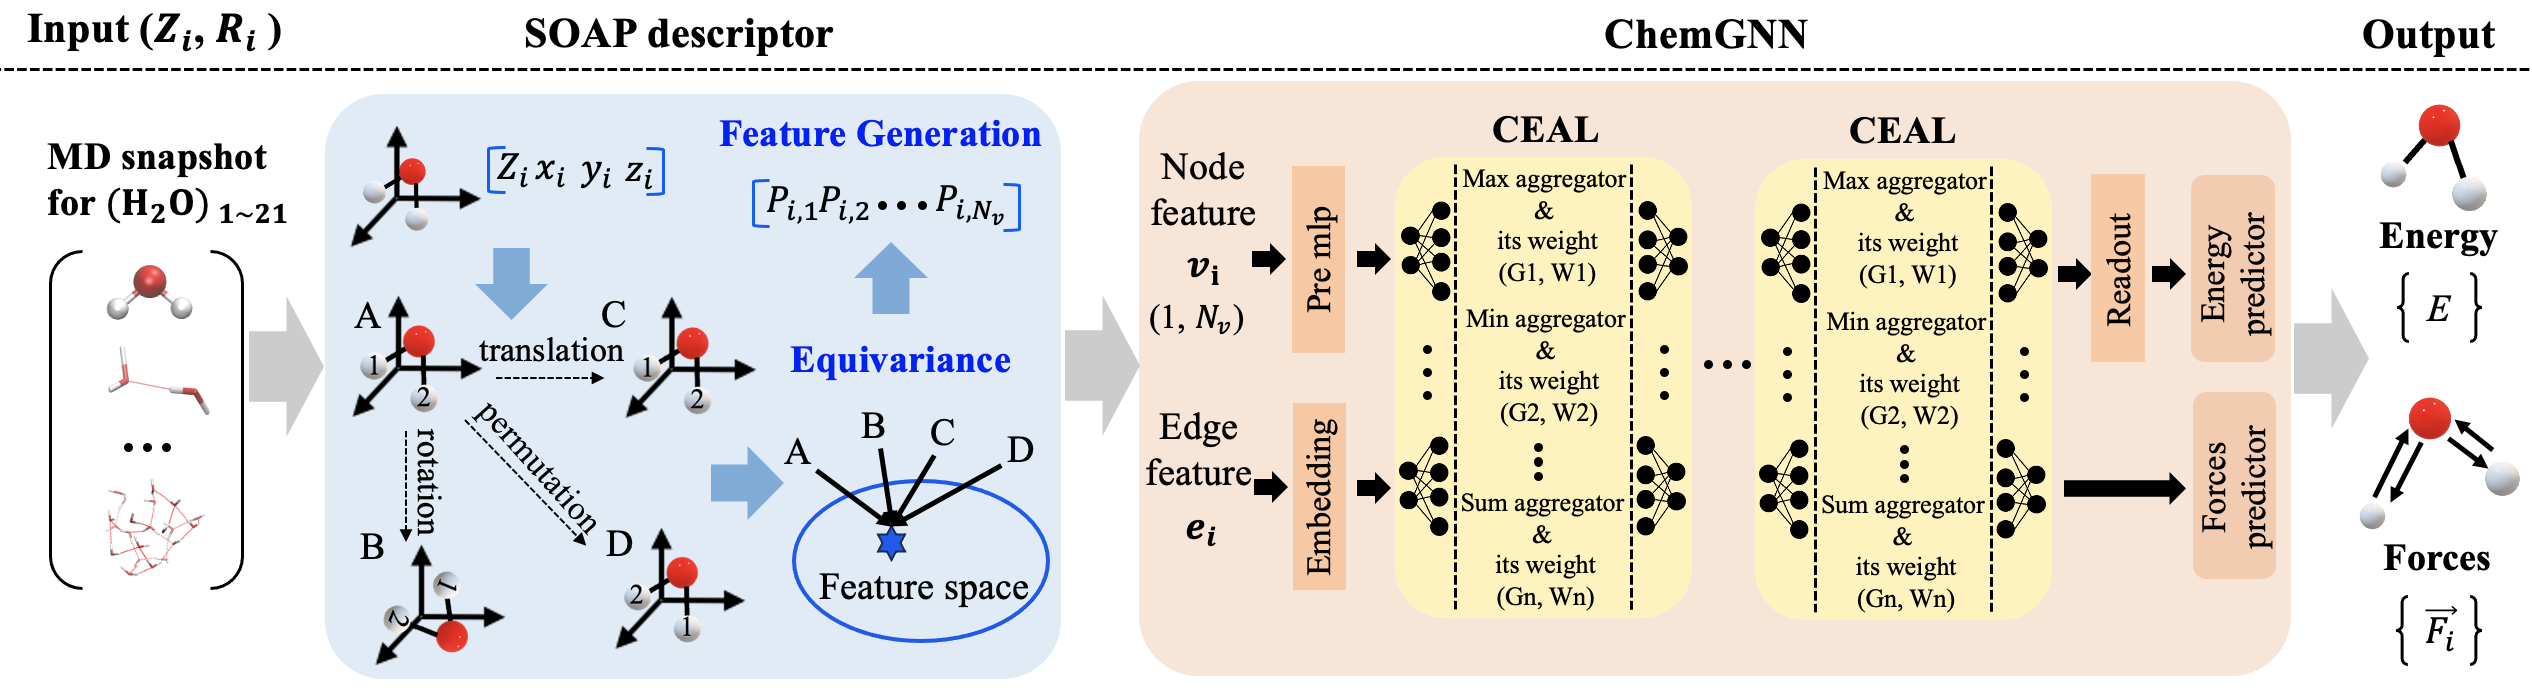 Input (Z_i, R_i )
SOAP descriptor
ChemGNN
Output
MD snapshot
for (H₂O) 1~21
...
[Z_i x_i y_i z_i]
Feature Generation
[P_{i,1} P_{i,2} ••• P_{i,N_v}]
A
1
2
translation
C
1
2
Equivariance
rotation
permutation
B
1
2
D
2
1
A
B
C
D
Feature space
Node
feature
v_i
(1, N_v)
Pre mlp
Edge
feature
e_i
Embedding
CEAL
Max aggregator
&
its weight
(G1, W1)
Min aggregator
&
its weight
(G2, W2)
Sum aggregator
&
its weight
(Gn, Wn)
...
CEAL
Max aggregator
&
its weight
(G1, W1)
Min aggregator
&
its weight
(G2, W2)
Sum aggregator
&
its weight
(Gn, Wn)
Readout
Energy
predictor
Forces
predictor
Energy
{ E }
Forces
{ \vec{F_i} }